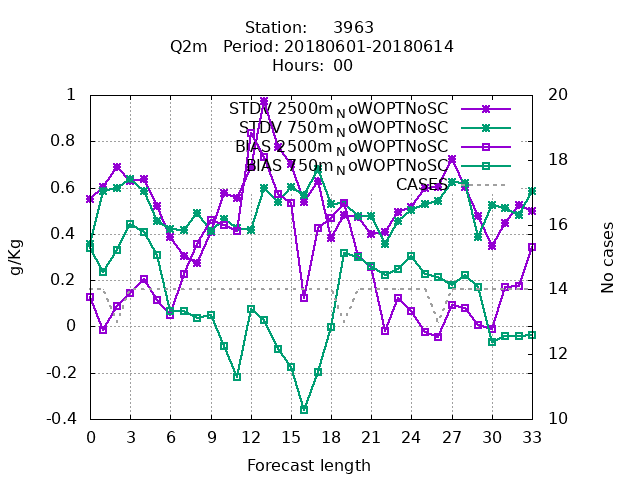 Station: 3963
Q2m Period: 20180601-20180614
Hours: 00
STDV 2500m_NoWOPTNoSC
STDV 750m_NoWOPTNoSC
BIAS 2500m_NoWOPTNoSC
BIAS 750m_NoWOPTNoSC
CASES
g/Kg
1
0.8
0.6
0.4
0.2
0
-0.2
-0.4
No cases
20
18
16
14
12
10
0 3 6 9 12 15 18 21 24 27 30 33
Forecast length